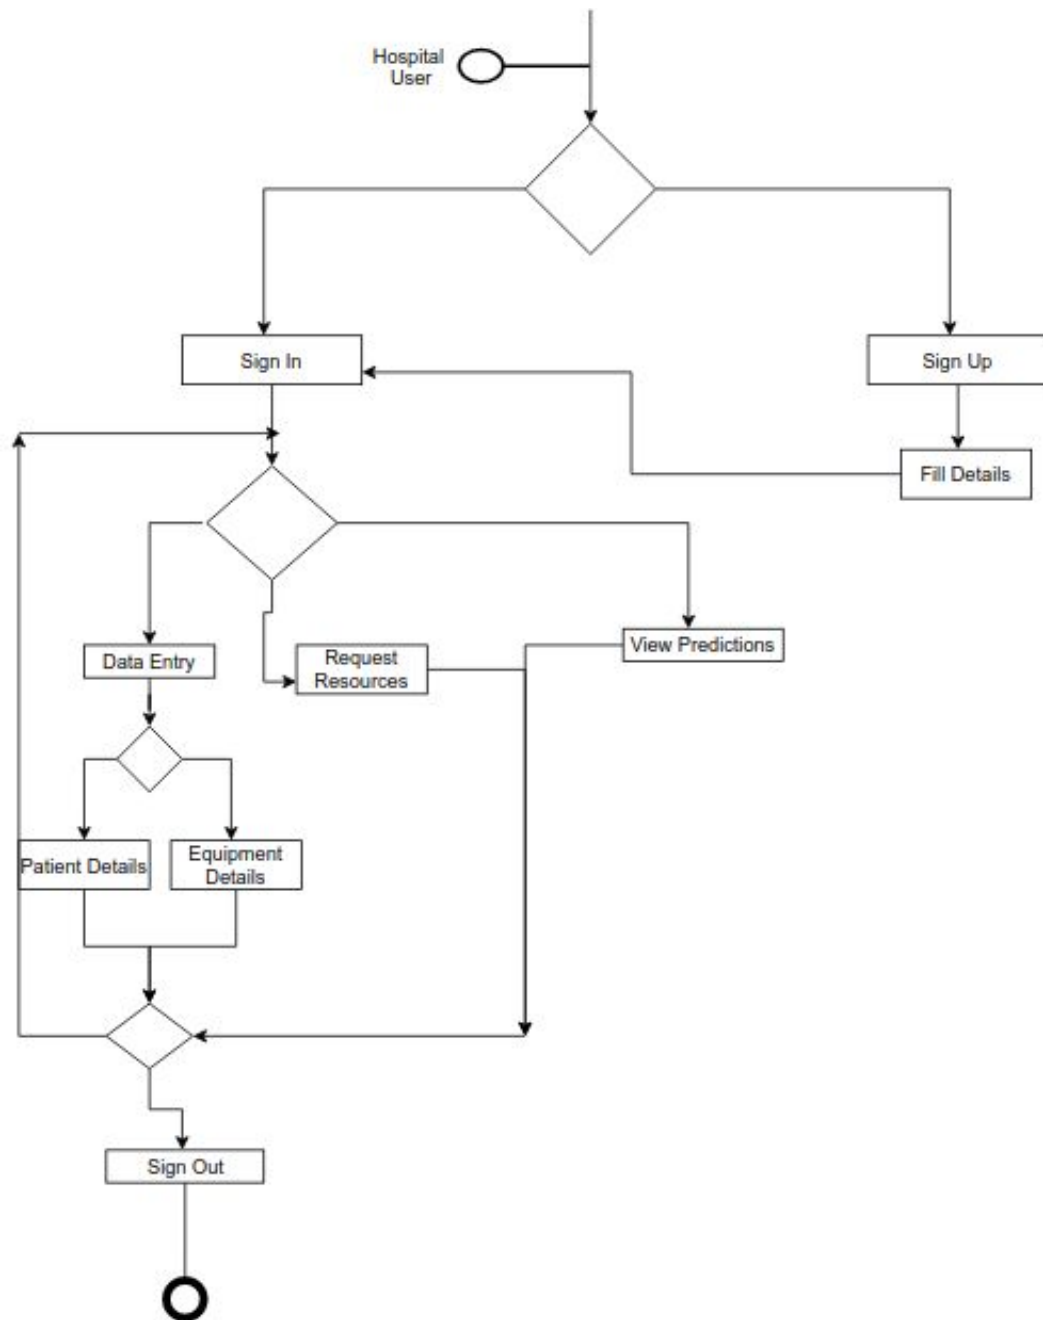 Hospital
User
Sign In
Sign Up
Fill Details
Data Entry
Request
Resources
View Predictions
Patient Details
Equipment
Details
Sign Out